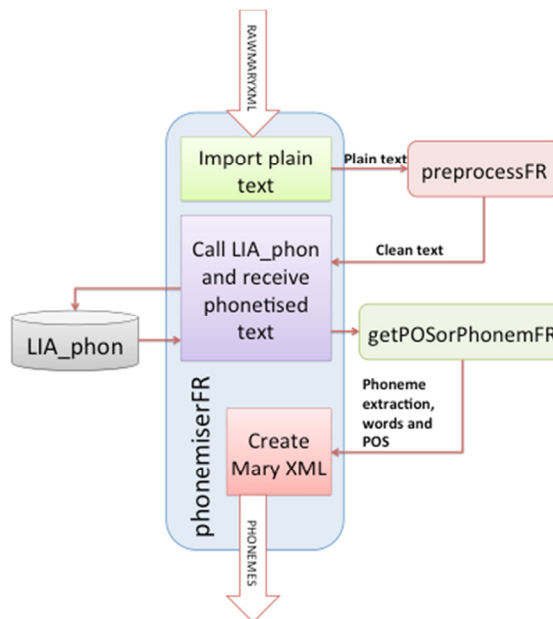 RAWMARYXML
Import plain
text
Plain text
preprocessFR
Clean text
Call LIA_phon
and receive
phonetised
text
LIA_phon
getPOSorPhonemFR
Phoneme
extraction,
words and
POS
Create
Mary XML
phonemiserFR
PHONEMES